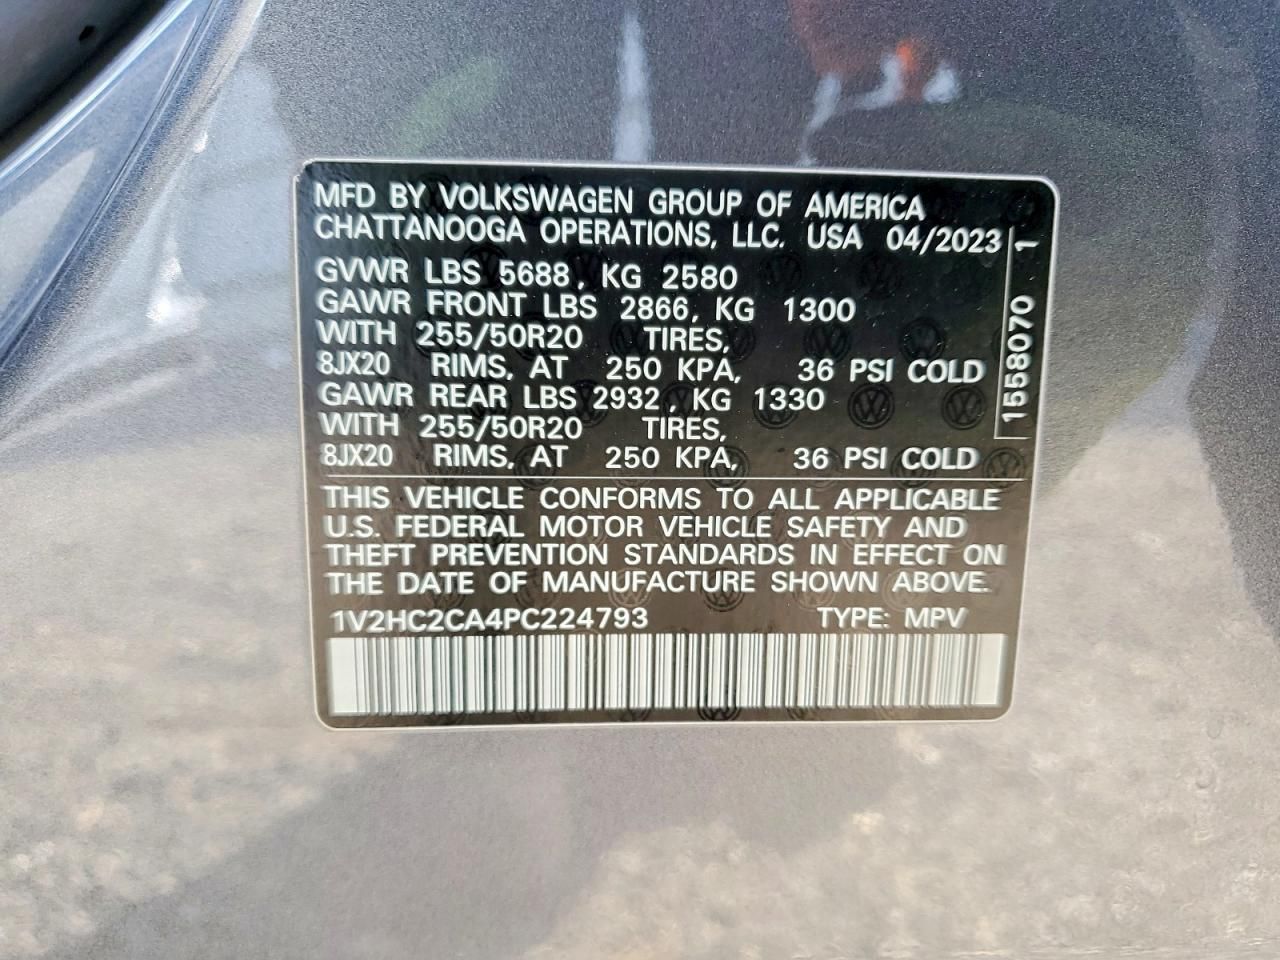 MFD BY VOLKSWAGEN GROUP OF AMERICA
CHATTANOOGA OPERATIONS, LLC. USA 04/2023
GVWR LBS 5688, KG 2580
GAWR FRONT LBS 2866, KG 1300
WITH 255/50R20 TIRES,
8JX20 RIMS, AT 250 KPA, 36 PSI COLD
GAWR REAR LBS 2932, KG 1330
WITH 255/50R20 TIRES,
8JX20 RIMS, AT 250 KPA, 36 PSI COLD
1558070 1
THIS VEHICLE CONFORMS TO ALL APPLICABLE
U.S. FEDERAL MOTOR VEHICLE SAFETY AND
THEFT PREVENTION STANDARDS IN EFFECT ON
THE DATE OF MANUFACTURE SHOWN ABOVE.
1V2HC2CA4PC224793 TYPE: MPV